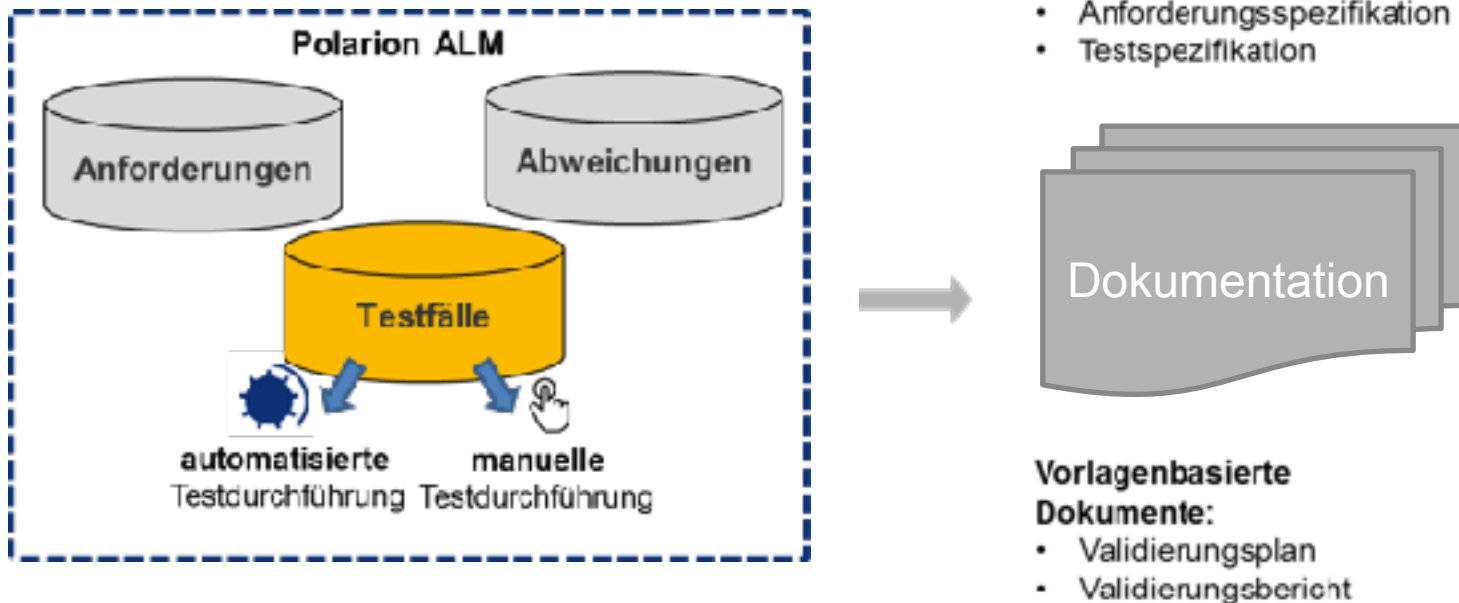 Polarion ALM
Anforderungen
Abweichungen
Testfälle
automatisierte
Testdurchführung
manuelle
Testdurchführung
• Anforderungsspezifikation
• Testspezifikation
Dokumentation
Vorlagenbasierte
Dokumente:
• Validierungsplan
• Validierungsbericht